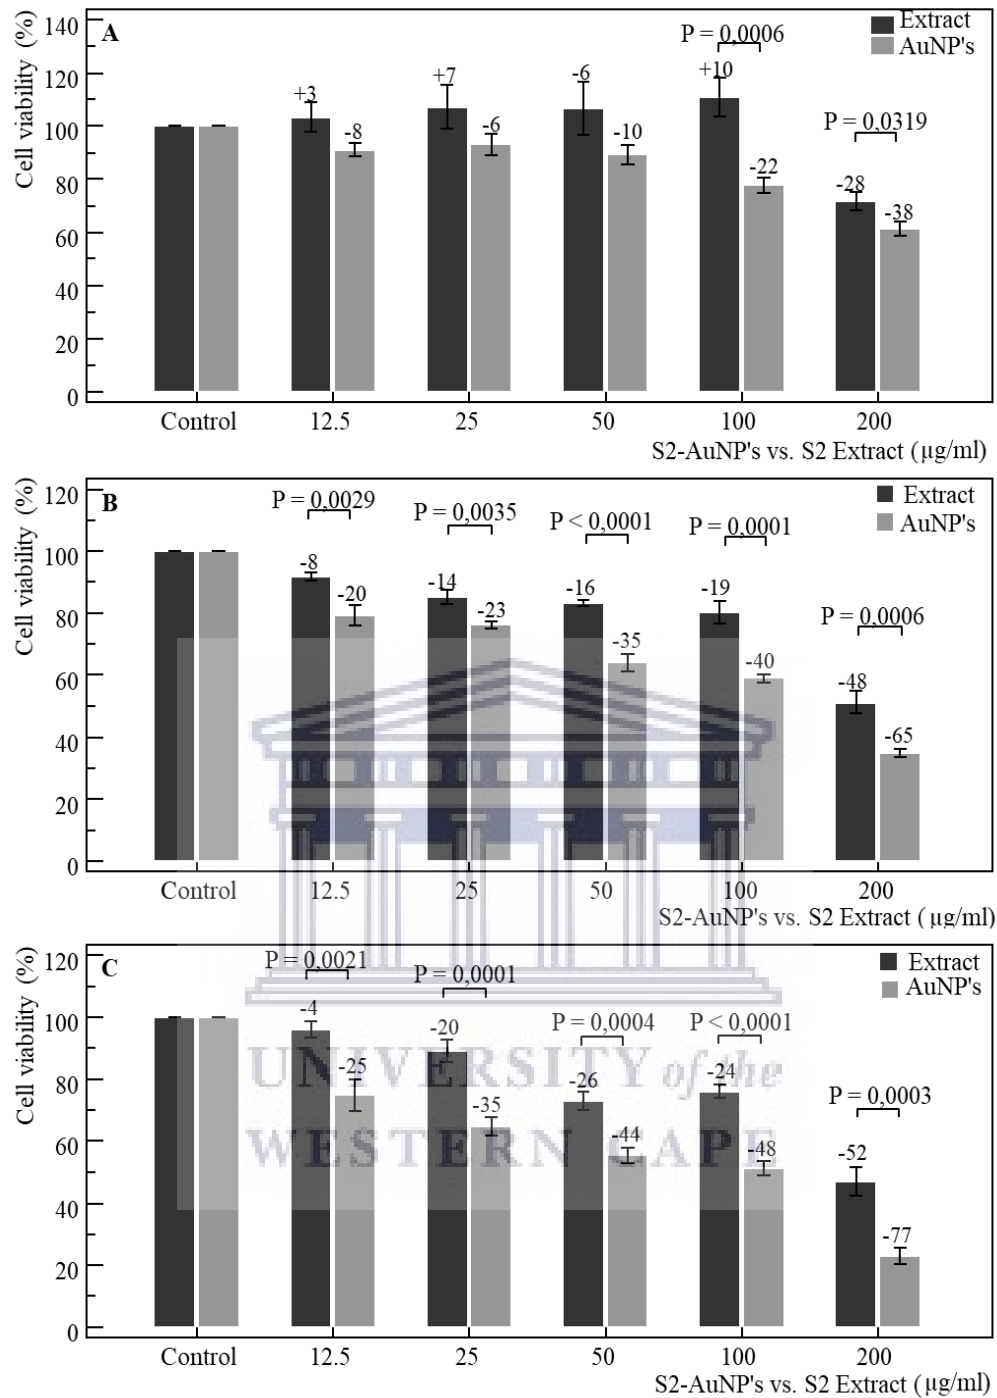 A
Extract
AuNP's
Cell viability (%)
140
120
100
80
60
40
20
0
+3
-8
+7
-6
-6
-10
P = 0,0006
+10
-22
P = 0,0319
-28
-38
Control 12.5 25 50 100 200
S2-AuNP's vs. S2 Extract (µg/ml)
B
Extract
AuNP's
Cell viability (%)
120
100
80
60
40
20
0
P = 0,0029
-8
-20
P = 0,0035
-14
-23
P < 0,0001
-16
-35
P = 0,0001
-19
-40
P = 0,0006
-48
-65
Control 12.5 25 50 100 200
S2-AuNP's vs. S2 Extract (µg/ml)
C
Extract
AuNP's
Cell viability (%)
120
100
80
60
40
20
0
P = 0,0021
-4
-25
P = 0,0001
-20
-35
P = 0,0004
-26
-44
P < 0,0001
-24
-48
P = 0,0003
-52
-77
UNIVERSITY of the
WESTERN CAPE
Control 12.5 25 50 100 200
S2-AuNP's vs. S2 Extract (µg/ml)